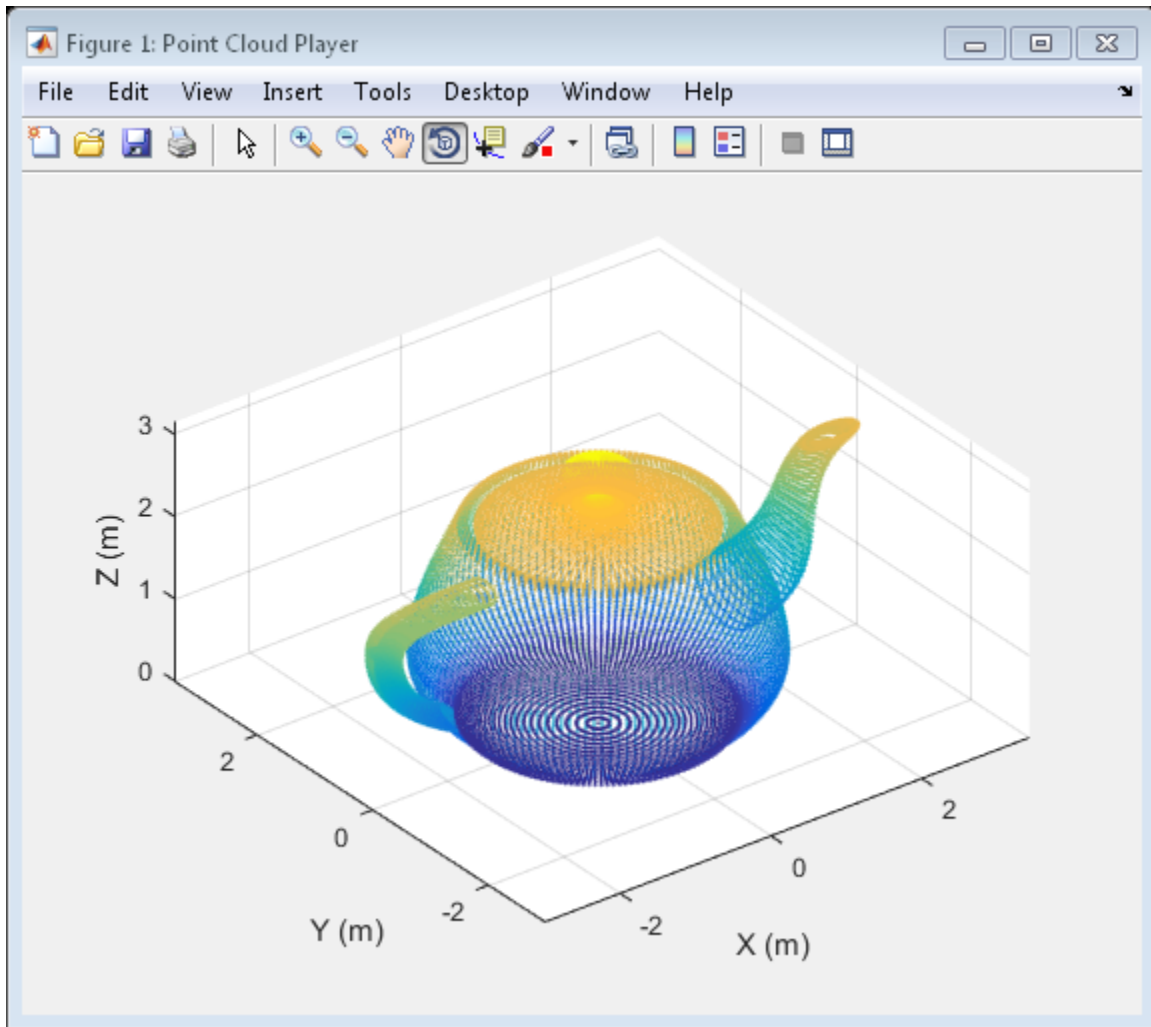 Figure 1: Point Cloud Player
File Edit View Insert Tools Desktop Window Help
3
2
1
0
Z (m)
2
0
-2
Y (m)
-2
0
2
X (m)